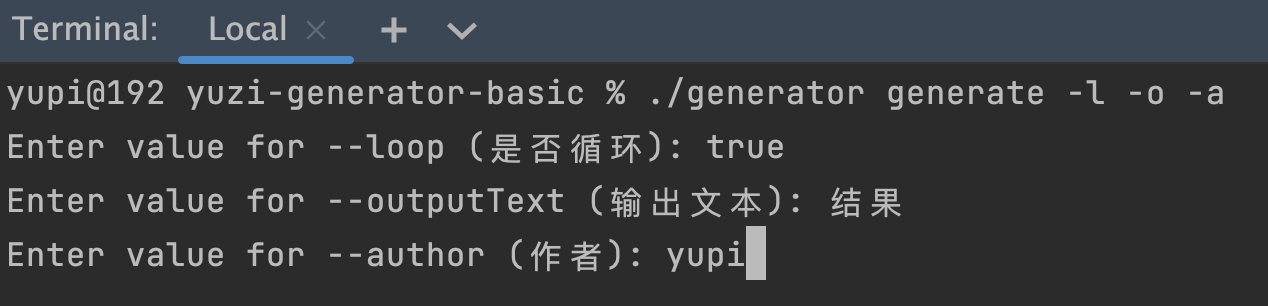 Terminal: Local × + 
yupi@192 yuzi-generator-basic % ./generator generate -l -o -a
Enter value for --loop (是否循环): true
Enter value for --outputText (输出文本): 结果
Enter value for --author (作者): yupi